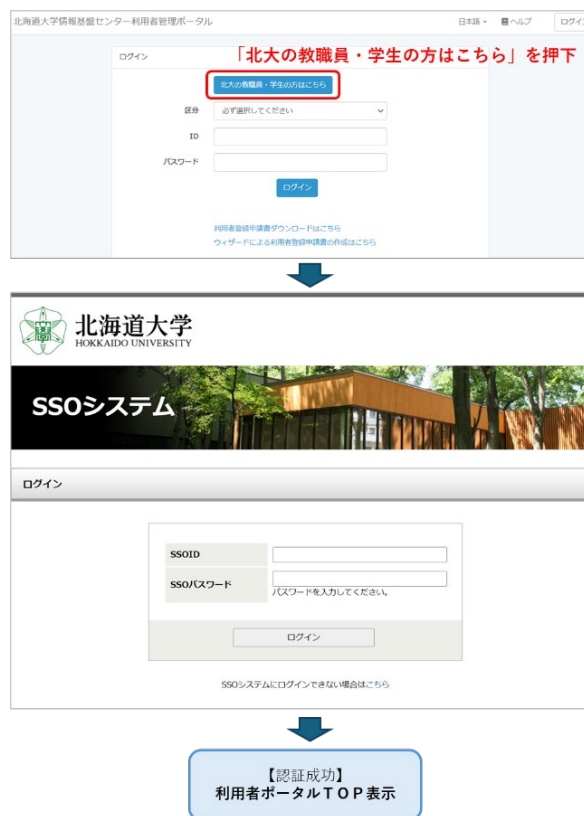 北海道大学情報基盤センター利用者管理ポータル
日本語
ヘルプ
ログイン
ログイン
「北大の教職員・学生の方はこちら」を押下
北大の教職員・学生の方はこちら
区分
必ず選択してください
ID
パスワード
ログイン
利用者登録申請書ダウンロードはこちら
ウィザードによる利用者登録申請書の作成はこちら
北海道大学
HOKKAIDO UNIVERSITY
SSOシステム
ログイン
SSOID
SSOパスワード
パスワードを入力してください。
ログイン
SSOシステムにログインできない場合はこちら
【認証成功】
利用者ポータルＴＯＰ表示